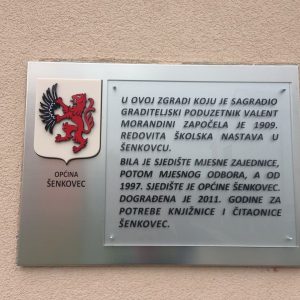 OPĆINA
ŠENKOVEC
U OVOJ ZGRADI KOJU JE SAGRADIO
GRADITELJSKI PODUZETNIK VALENT
MORANDINI ZAPOČELA JE 1909.
REDOVITA ŠKOLSKA NASTAVA U
ŠENKOVCU.
BILA JE SJEDIŠTE MJESNE ZAJEDNICE,
POTOM MJESNOG ODBORA, A OD
1997. SJEDIŠTE JE OPĆINE ŠENKOVEC.
DOGRAĐENA JE 2011. GODINE ZA
POTREBE KNJIŽNICE I ČITAONICE
ŠENKOVEC.